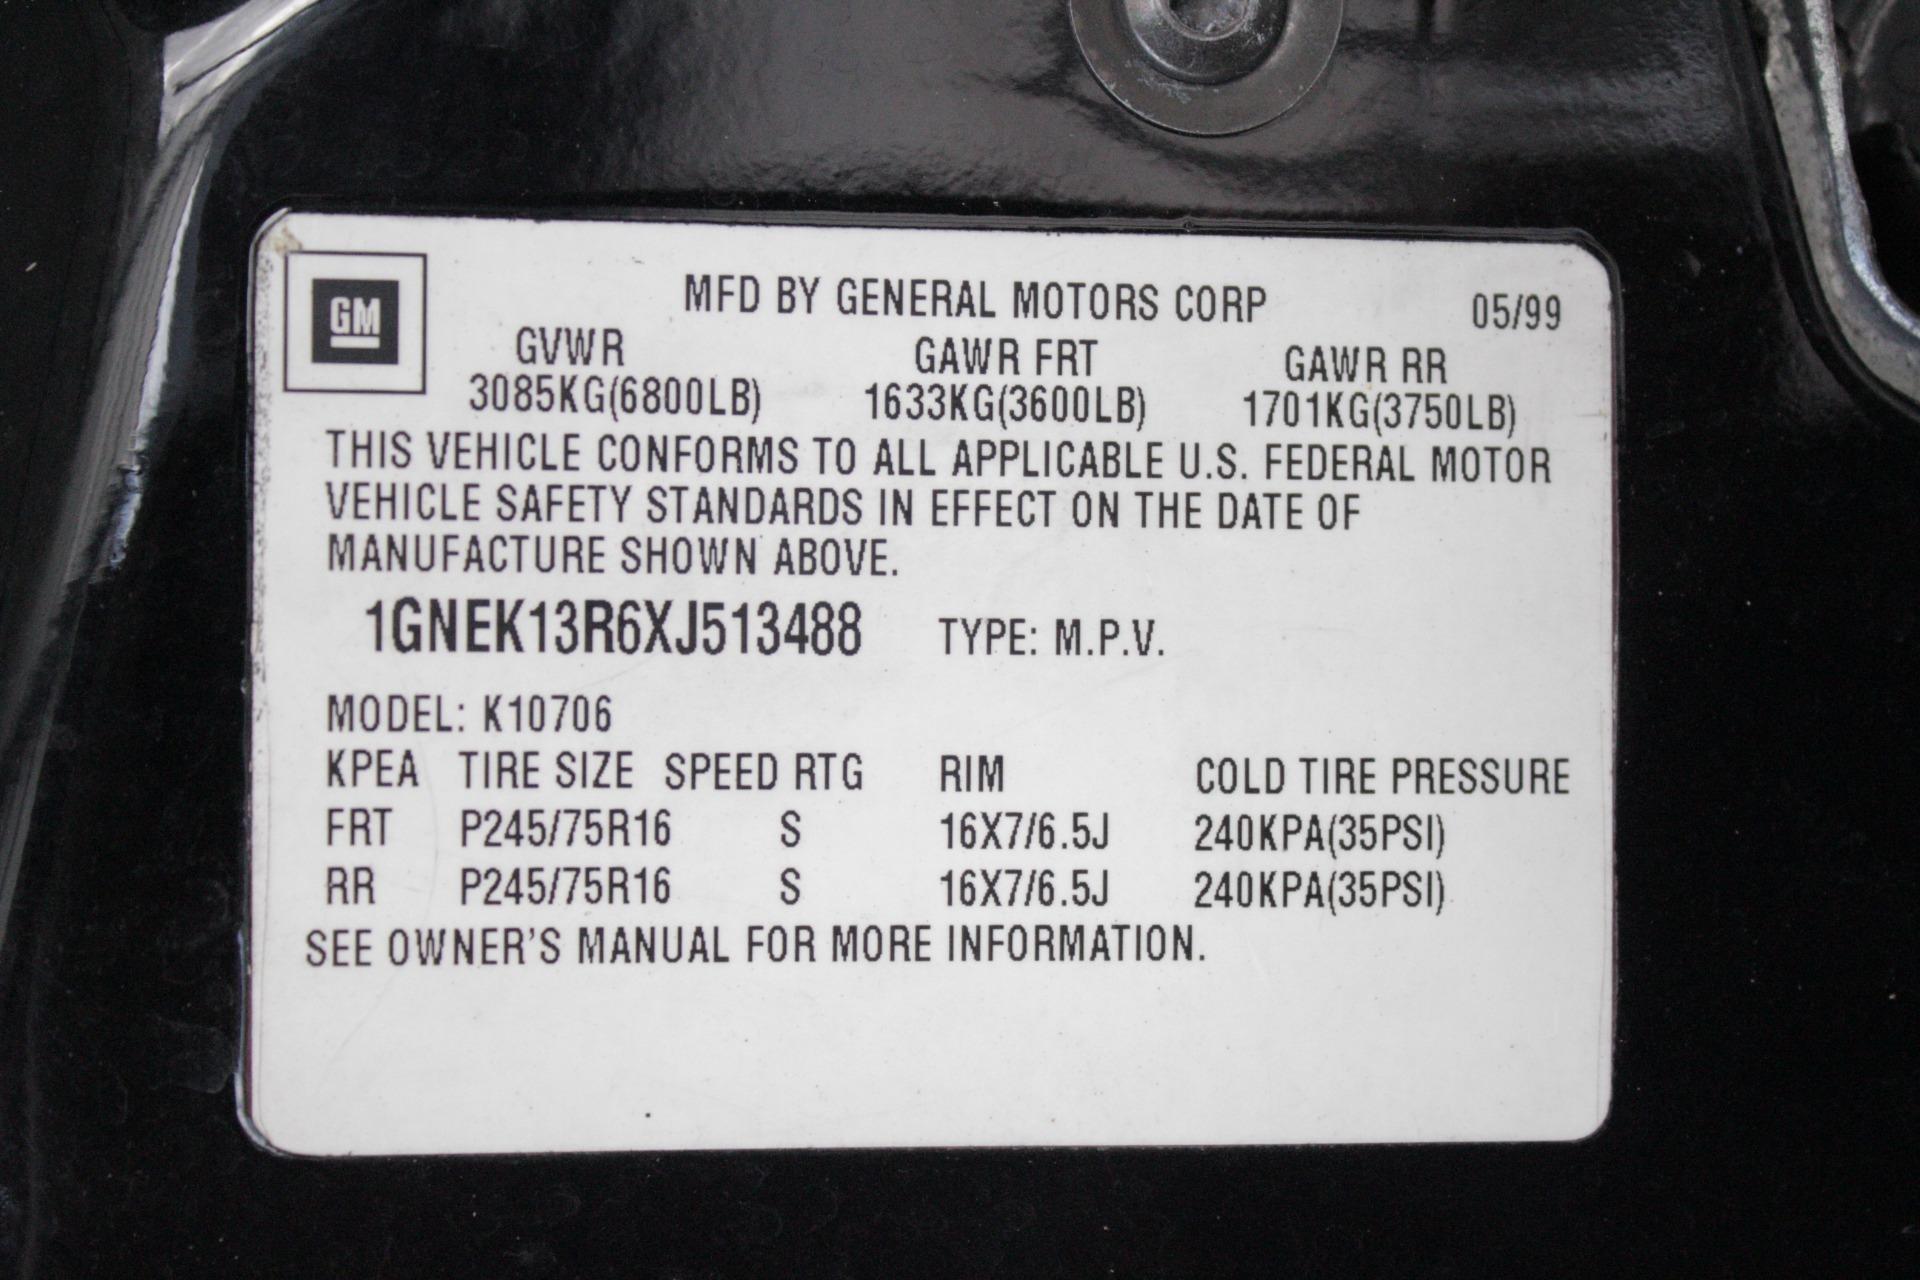 GM
MFD BY GENERAL MOTORS CORP 05/99
GVWR GAWR FRT GAWR RR
3085KG(6800LB) 1633KG(3600LB) 1701KG(3750LB)
THIS VEHICLE CONFORMS TO ALL APPLICABLE U.S. FEDERAL MOTOR
VEHICLE SAFETY STANDARDS IN EFFECT ON THE DATE OF
MANUFACTURE SHOWN ABOVE.
1GNEK13R6XJ513488 TYPE: M.P.V.
MODEL: K10706
KPEA TIRE SIZE SPEED RTG RIM COLD TIRE PRESSURE
FRT P245/75R16 S 16X7/6.5J 240KPA(35PSI)
RR P245/75R16 S 16X7/6.5J 240KPA(35PSI)
SEE OWNER'S MANUAL FOR MORE INFORMATION.